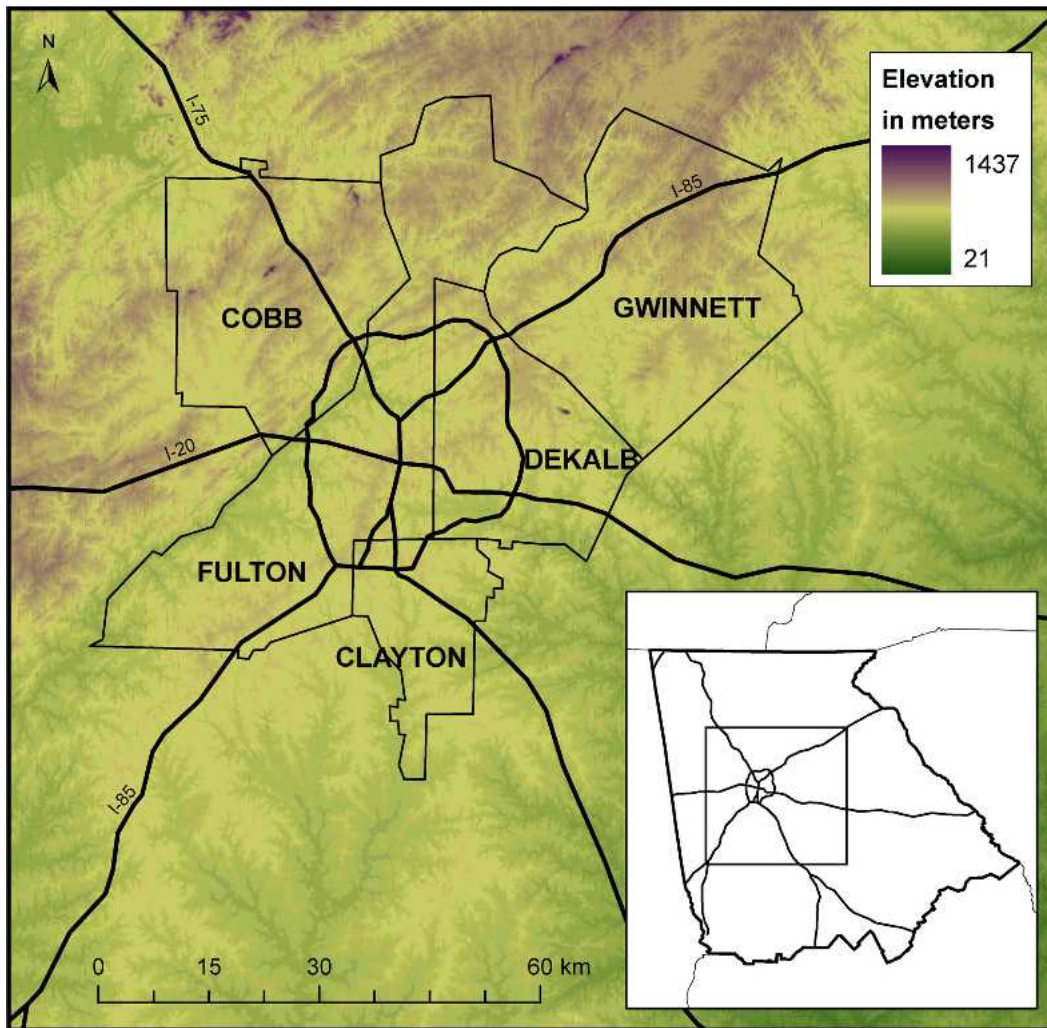 N
I-75
Elevation
in meters
1437
21
I-85
COBB
GWINNETT
I-20
DEKALB
FULTON
CLAYTON
I-85
0 15 30 60 km